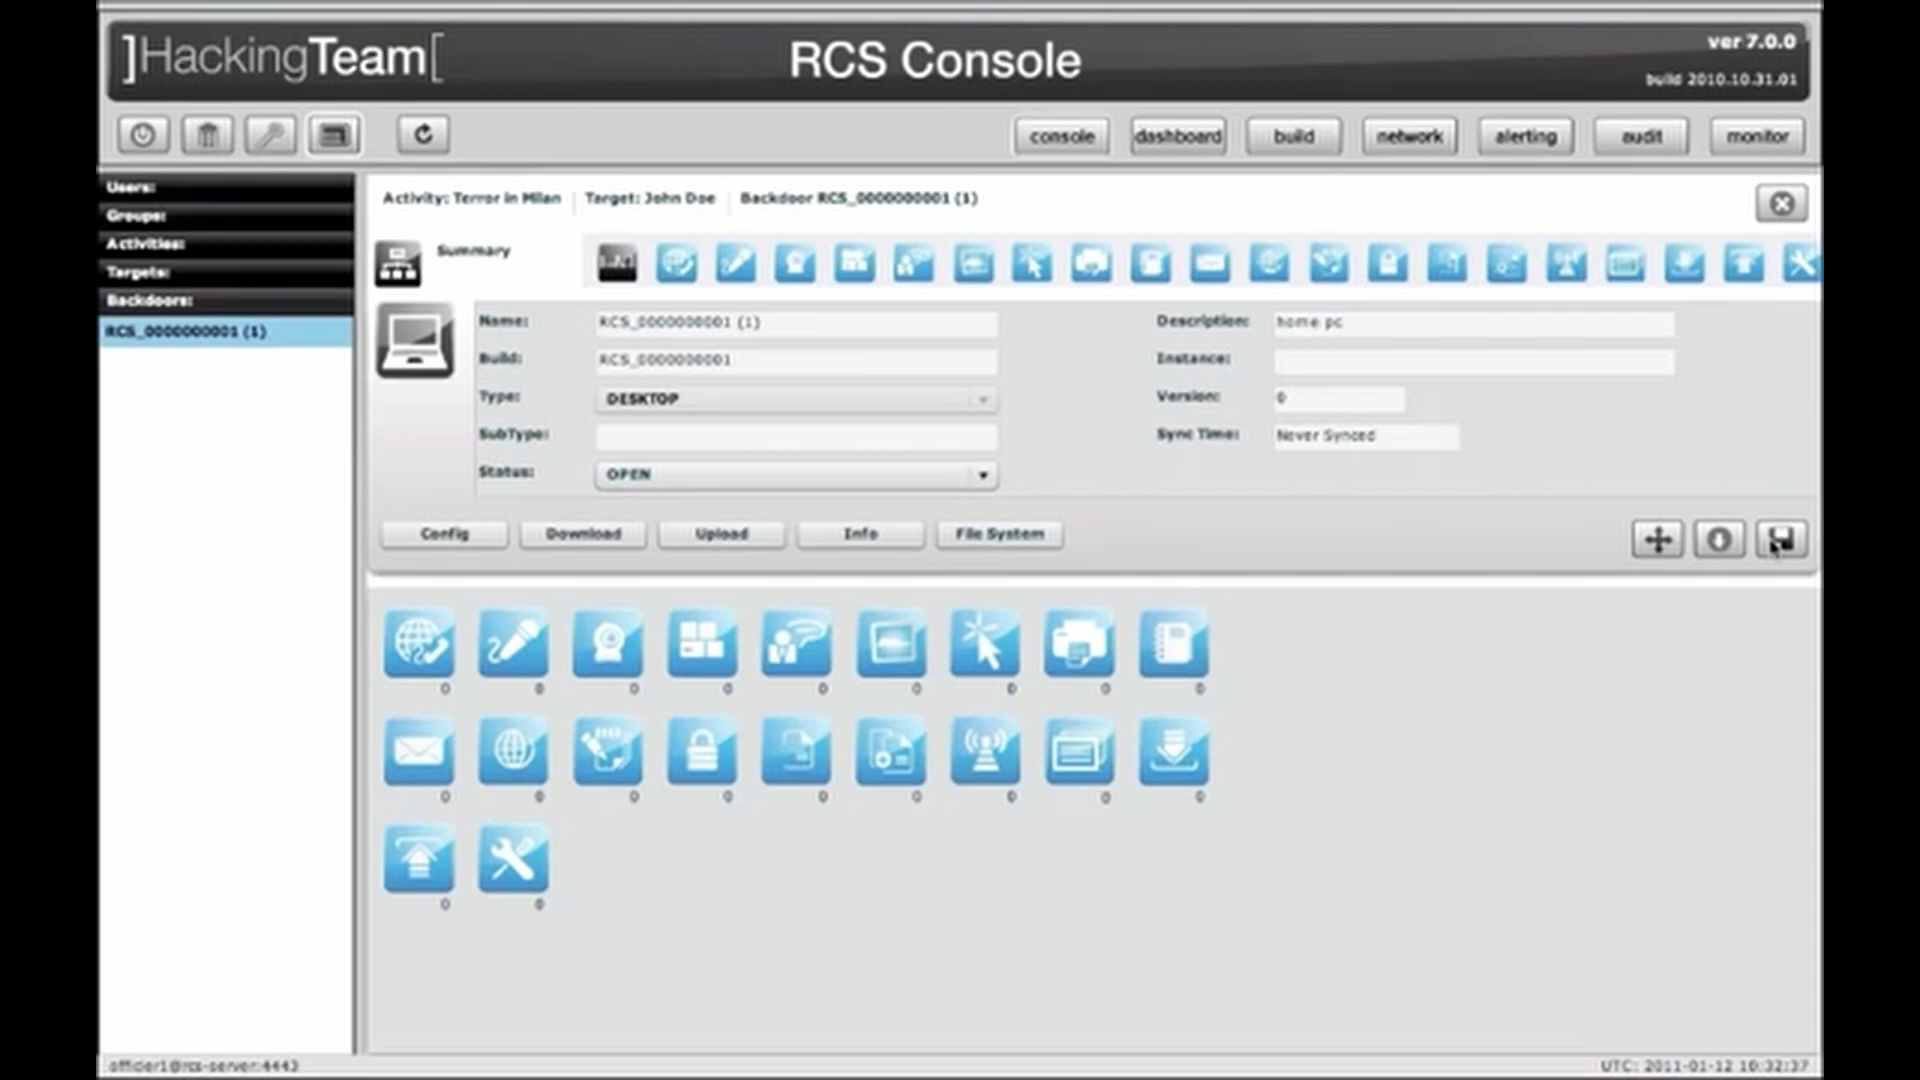 ]HackingTeam[
RCS Console
ver 7.0.0
build 2010.10.31.01
console dashboard build network alerting audit monitor
Users:
Groups:
Activities:
Targets:
Backdoors:
RCS_0000000001 (1)
Activity: Terror in Milan Target: John Doe Backdoor RCS_0000000001 (1)
Summary
Name: RCS_0000000001 (1)
Build: RCS_0000000001
Type: DESKTOP
SubType:
Status: OPEN
Description: home pc
Instance:
Version: 0
Sync Time: Never Synced
Config Download Upload Info File System
0 0 0 0 0 0 0 0 0
0 0 0 0 0 0 0 0 0
0 0
officier1@rcs-server:4443
UTC: 2011-01-12 10:32:37